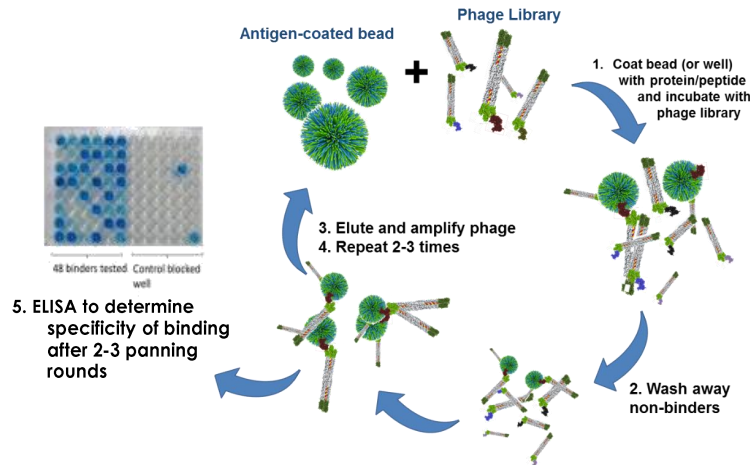 Phage Library
Antigen-coated bead
+
1. Coat bead (or well)
with protein/peptide
and incubate with
phage library
3. Elute and amplify phage
4. Repeat 2-3 times
48 binders tested
Control blocked
well
5. ELISA to determine
specificity of binding
after 2-3 panning
rounds
2. Wash away
non-binders